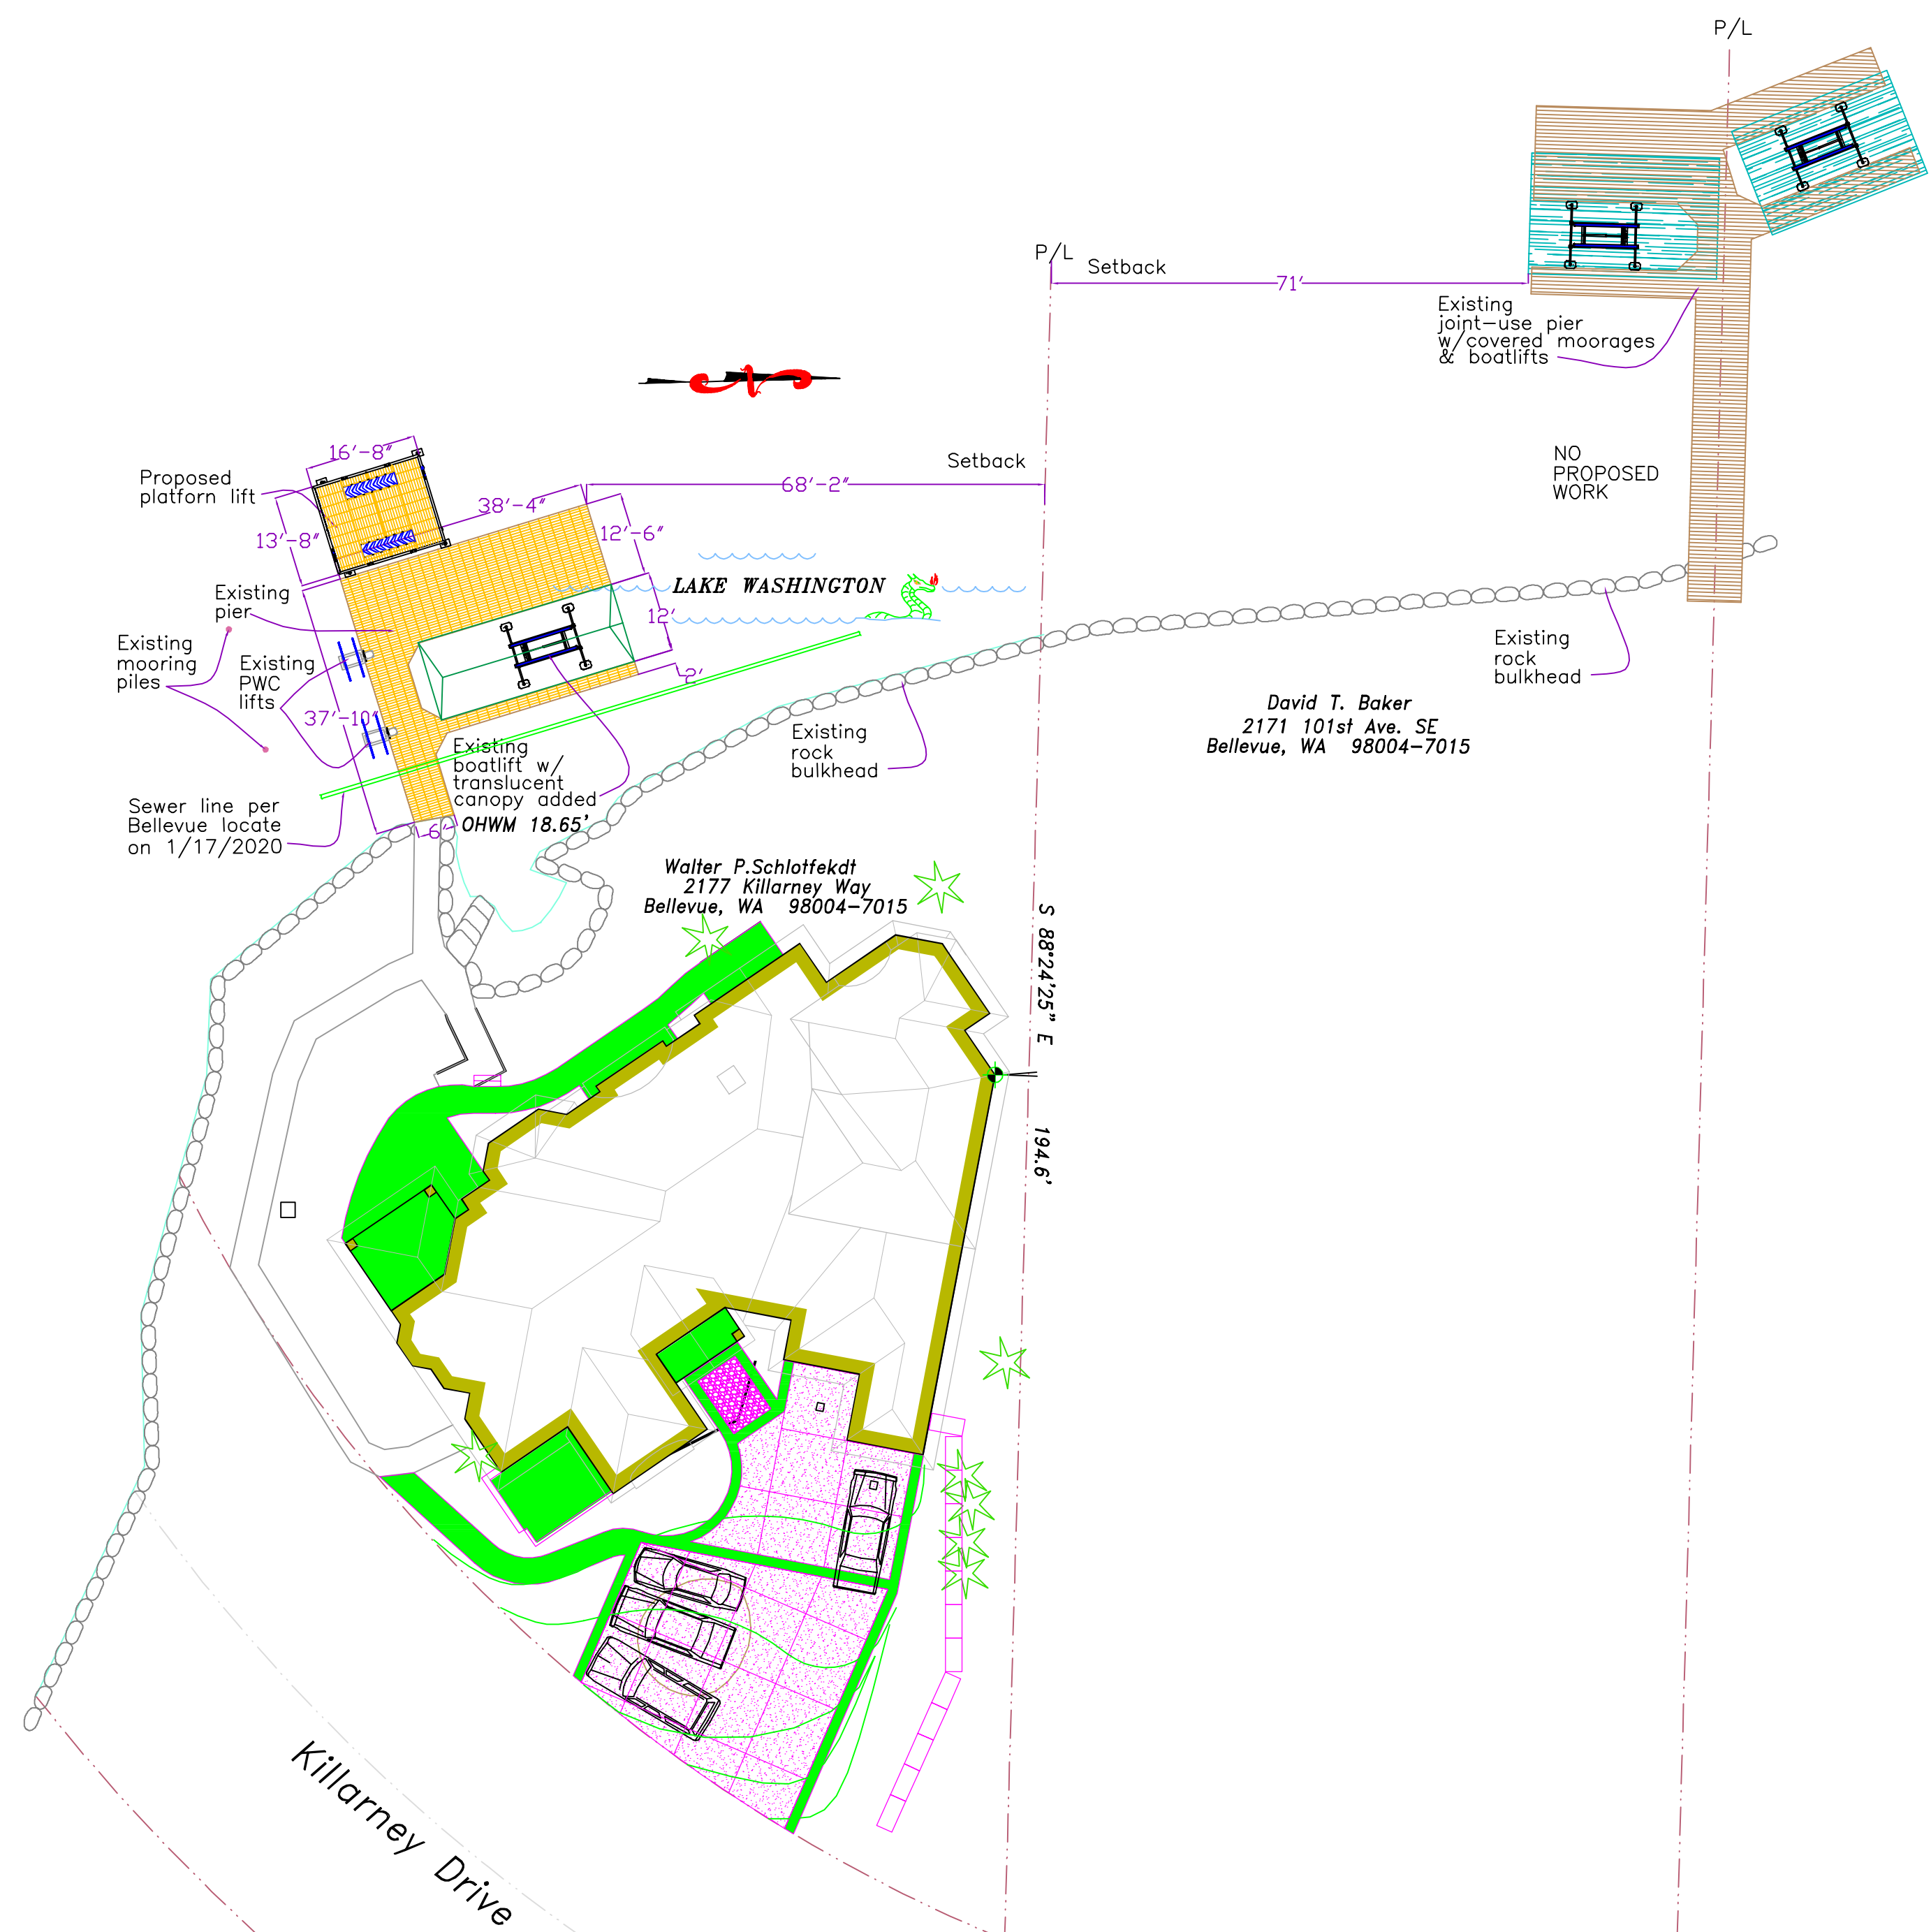 P/L
P/L
Setback
71'
Existing
joint-use pier
w/covered moorages
& boatlifts
NO
PROPOSED
WORK
16'-8"
Proposed
platforn lift
Setback
68'-2"
38'-4"
12'-6"
13'-8"
LAKE WASHINGTON
12'
2'
Existing
pier
Existing
mooring
piles
Existing
PWC
lifts
37'-10"
Existing
boatlift w/
translucent
canopy added
OHWM 18.65'
6'
Sewer line per
Bellevue locate
on 1/17/2020
Existing
rock
bulkhead
Existing
rock
bulkhead
David T. Baker
2171 101st Ave. SE
Bellevue, WA 98004-7015
Walter P.Schlotfekdt
2177 Killarney Way
Bellevue, WA 98004-7015
S 88°24'25" E
194.6'
Killarney Drive